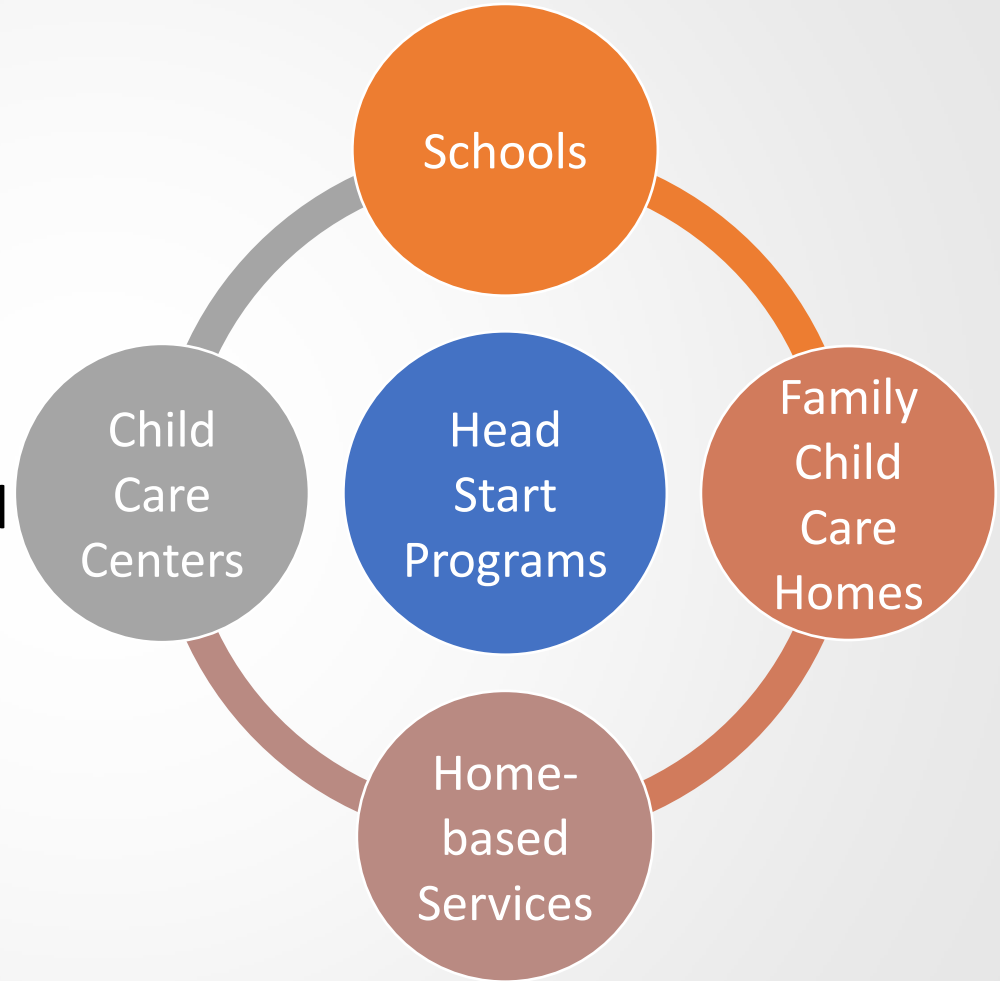 Schools
Child
Care
Centers
Head
Start
Programs
Family
Child
Care
Homes
Home-
based
Services